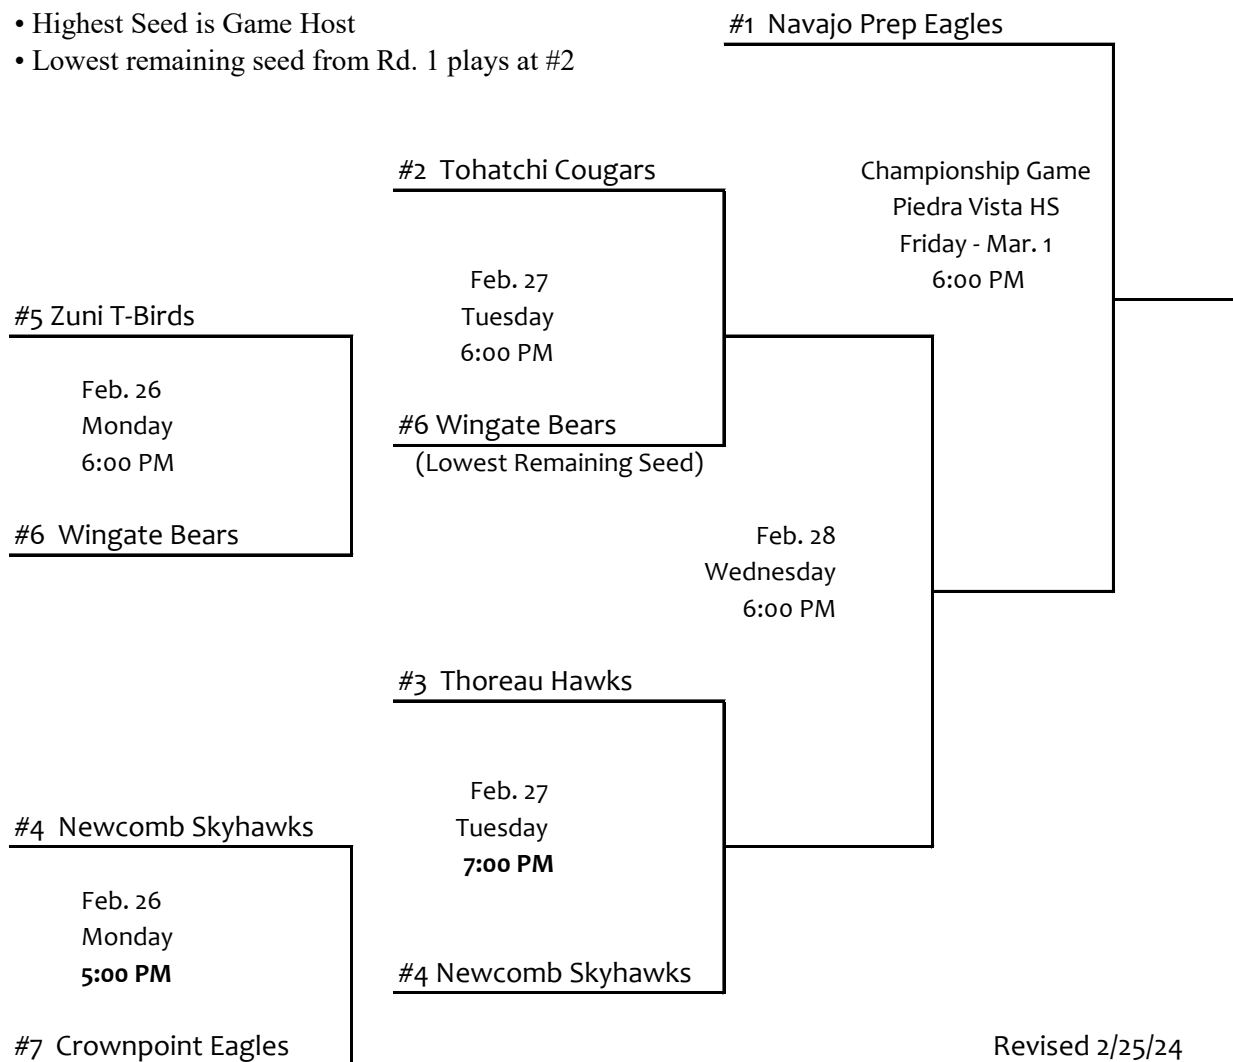 • Highest Seed is Game Host
• Lowest remaining seed from Rd. 1 plays at #2
#1 Navajo Prep Eagles
#2 Tohatchi Cougars
Championship Game
Piedra Vista HS
Friday - Mar. 1
6:00 PM
Feb. 27
Tuesday
6:00 PM
#5 Zuni T-Birds
Feb. 26
Monday
6:00 PM
#6 Wingate Bears
(Lowest Remaining Seed)
#6 Wingate Bears
Feb. 28
Wednesday
6:00 PM
#3 Thoreau Hawks
Feb. 27
Tuesday
7:00 PM
#4 Newcomb Skyhawks
Feb. 26
Monday
5:00 PM
#4 Newcomb Skyhawks
#7 Crownpoint Eagles
Revised 2/25/24